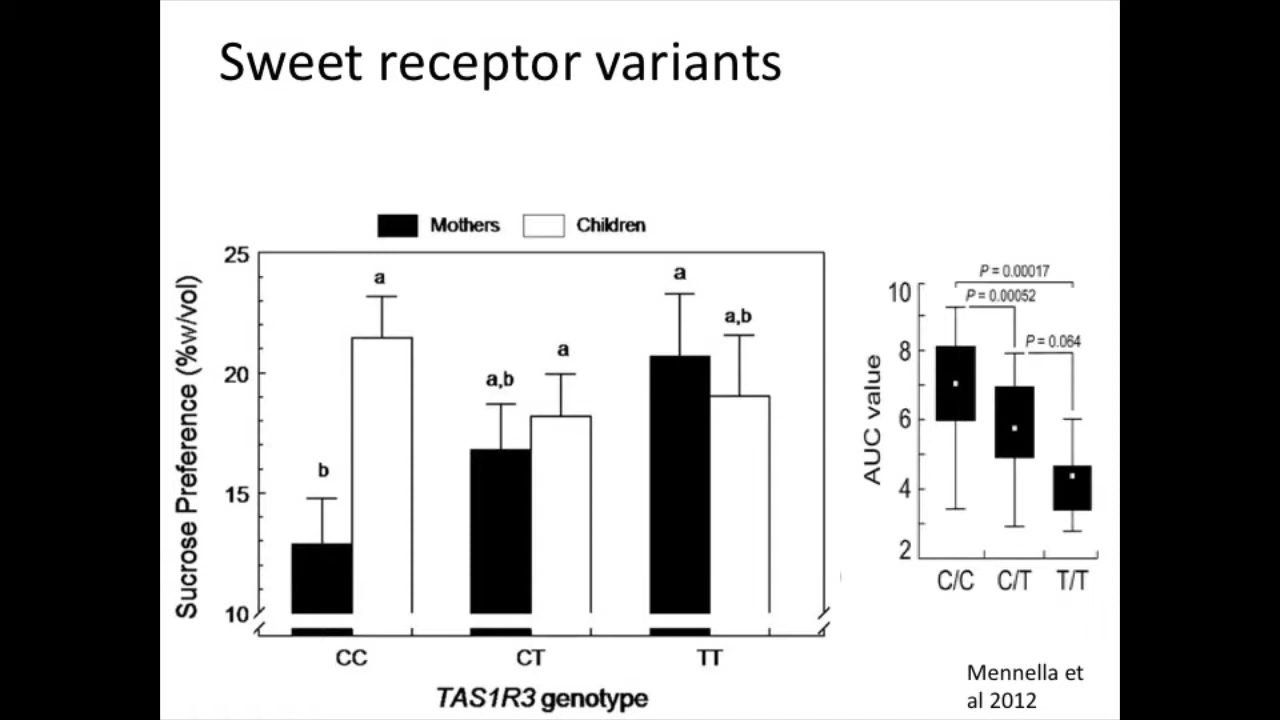 Sweet receptor variants
Mothers
Children
25
20
15
10
Sucrose Preference (%w/vol)
b
a
a,b
a
a
a,b
CC
CT
TT
TAS1R3 genotype
P = 0.00017
P = 0.00052
P = 0.064
10
8
6
4
2
AUC value
C/C
C/T
T/T
Mennella et
al 2012